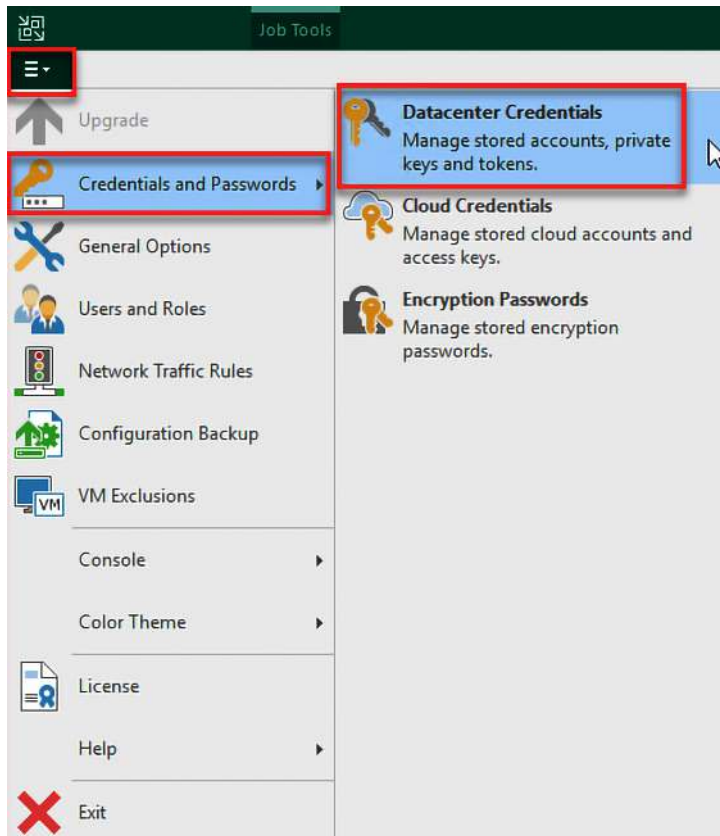 Job Tools
Upgrade
Credentials and Passwords
General Options
Users and Roles
Network Traffic Rules
Configuration Backup
VM
VM Exclusions
Console
Color Theme
License
Help
Exit
Datacenter Credentials
Manage stored accounts, private
keys and tokens.
Cloud Credentials
Manage stored cloud accounts and
access keys.
Encryption Passwords
Manage stored encryption
passwords.